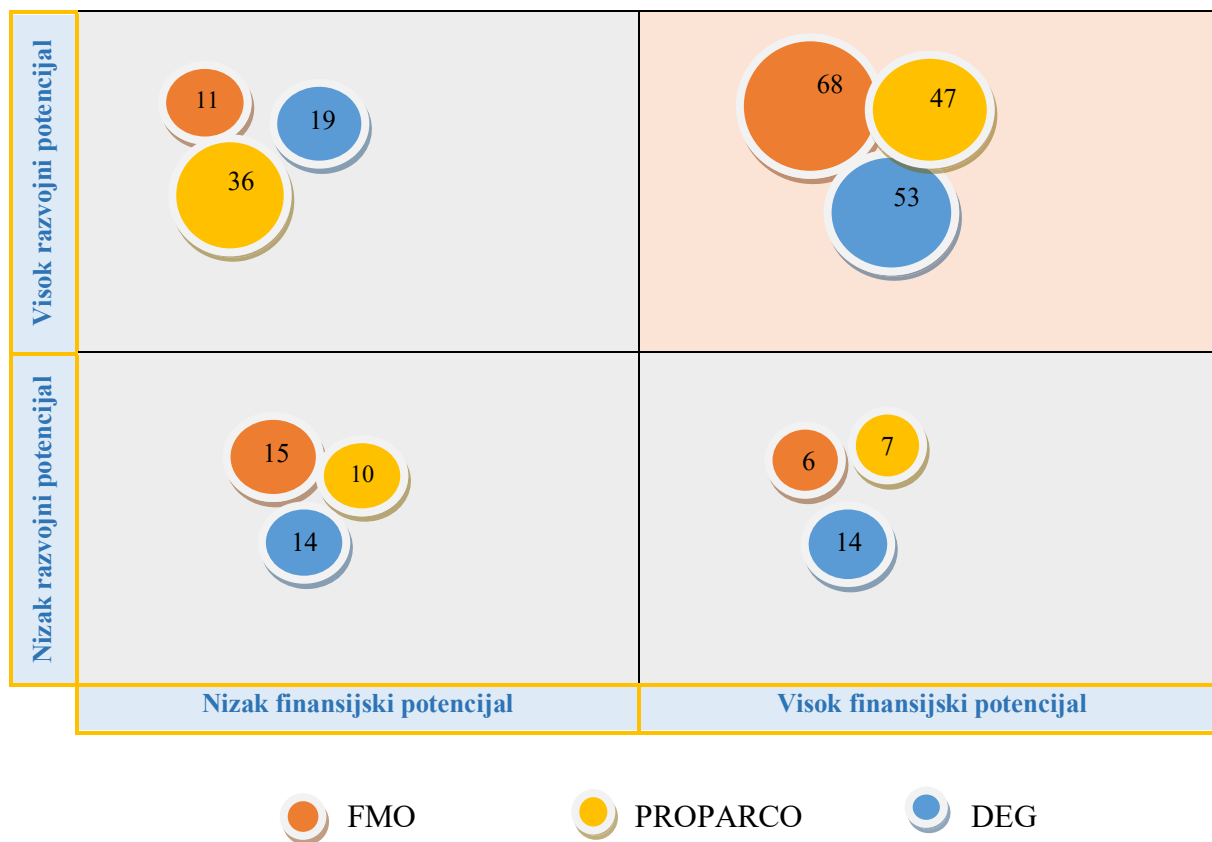 Visok razvojni potencijal
11
19
36
68
47
53
Nizak razvojni potencijal
15
10
14
6
7
14
Nizak finansijski potencijal
Visok finansijski potencijal
FMO
PROPARCO
DEG